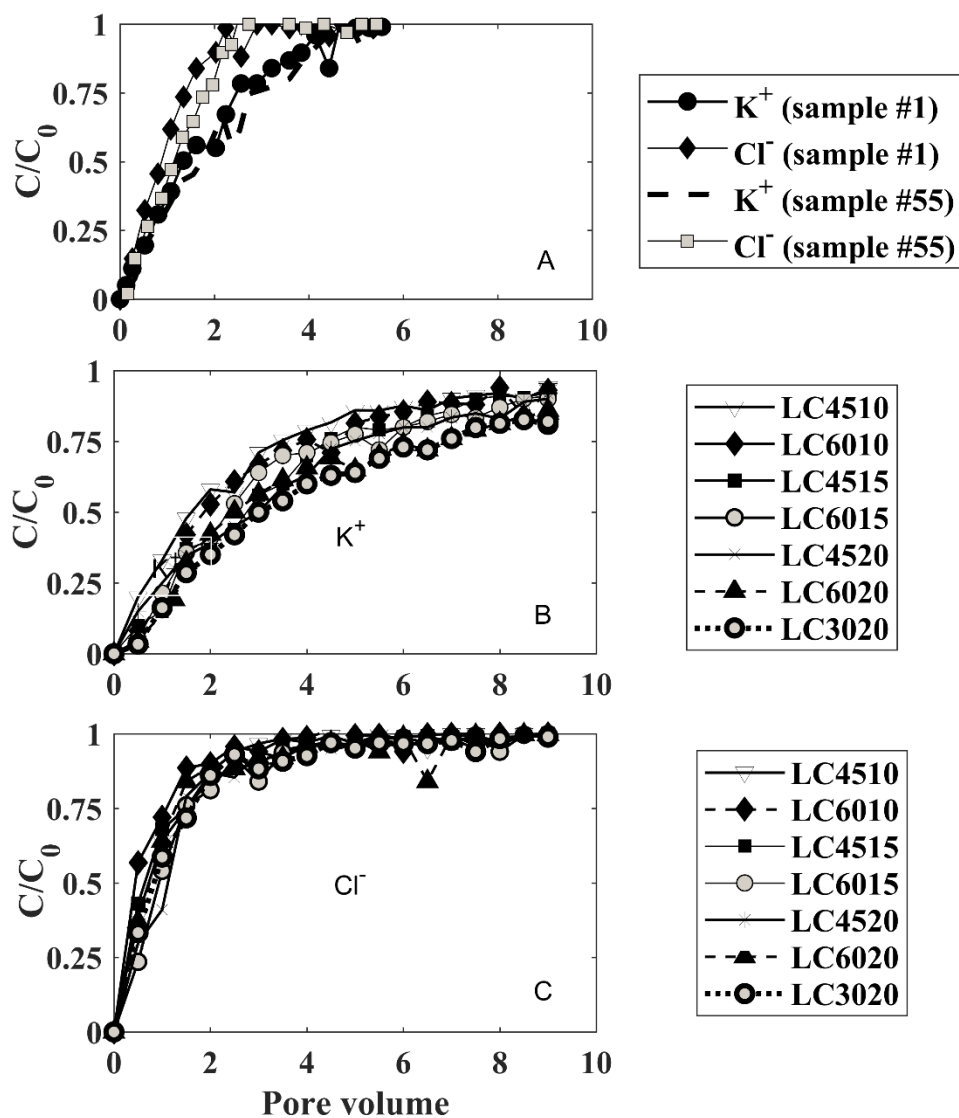 1
0.75
0.5
0.25
0
C/C0
A
0 2 4 6 8 10
K+ (sample #1)
Cl- (sample #1)
K+ (sample #55)
Cl- (sample #55)
1
0.75
0.5
0.25
0
C/C0
K+
B
0 2 4 6 8 10
LC4510
LC6010
LC4515
LC6015
LC4520
LC6020
LC3020
1
0.75
0.5
0.25
0
C/C0
Cl-
C
0 2 4 6 8 10
Pore volume
LC4510
LC6010
LC4515
LC6015
LC4520
LC6020
LC3020